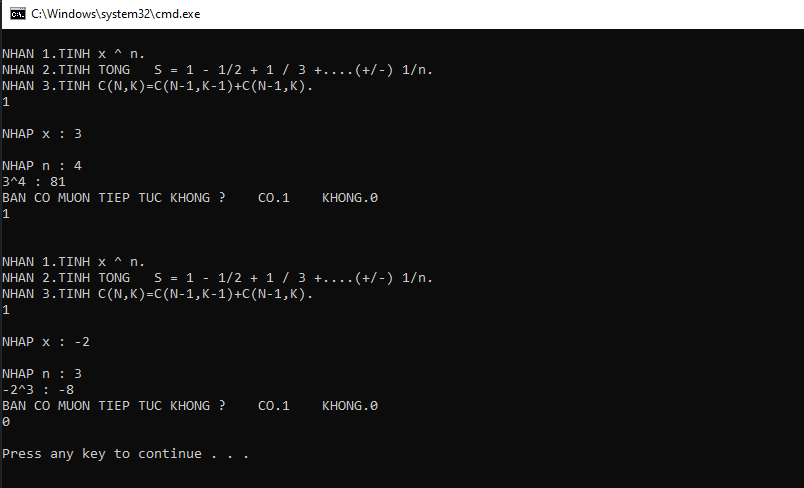 C:\Windows\system32\cmd.exe
NHAN 1.TINH x ^ n.
NHAN 2.TINH TONG   S = 1 - 1/2 + 1 / 3 +....(+/-) 1/n.
NHAN 3.TINH C(N,K)=C(N-1,K-1)+C(N-1,K).
1
NHAP x : 3
NHAP n : 4
3^4 : 81
BAN CO MUON TIEP TUC KHONG ?    CO.1    KHONG.0
1
NHAN 1.TINH x ^ n.
NHAN 2.TINH TONG   S = 1 - 1/2 + 1 / 3 +....(+/-) 1/n.
NHAN 3.TINH C(N,K)=C(N-1,K-1)+C(N-1,K).
1
NHAP x : -2
NHAP n : 3
-2^3 : -8
BAN CO MUON TIEP TUC KHONG ?    CO.1    KHONG.0
0
Press any key to continue . . .